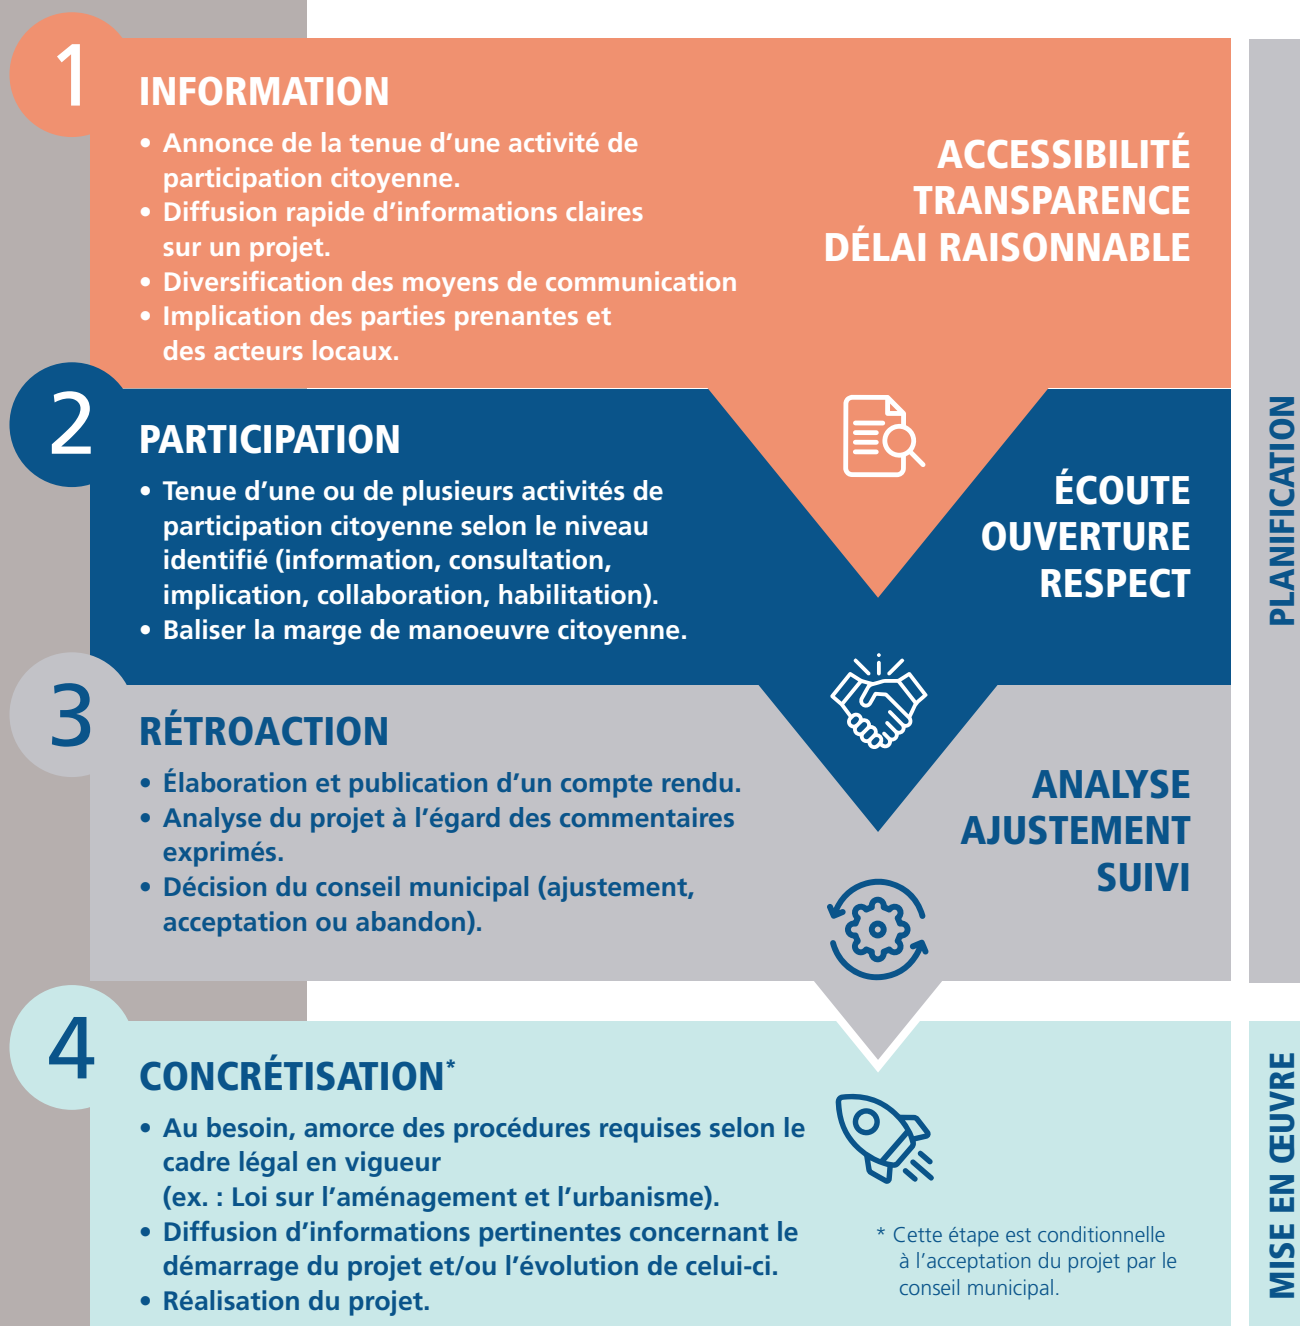 1
INFORMATION
• Annonce de la tenue d’une activité de
participation citoyenne.
• Diffusion rapide d’informations claires
sur un projet.
• Diversification des moyens de communication
• Implication des parties prenantes et
des acteurs locaux.
ACCESSIBILITÉ
TRANSPARENCE
DÉLAI RAISONNABLE
2
PARTICIPATION
• Tenue d’une ou de plusieurs activités de
participation citoyenne selon le niveau
identifié (information, consultation,
implication, collaboration, habilitation).
• Baliser la marge de manoeuvre citoyenne.
ÉCOUTE
OUVERTURE
RESPECT
3
RÉTROACTION
• Élaboration et publication d’un compte rendu.
• Analyse du projet à l’égard des commentaires
exprimés.
• Décision du conseil municipal (ajustement,
acceptation ou abandon).
ANALYSE
AJUSTEMENT
SUIVI
PLANIFICATION
4
CONCRÉTISATION*
• Au besoin, amorce des procédures requises selon le
cadre légal en vigueur
(ex. : Loi sur l’aménagement et l’urbanisme).
• Diffusion d’informations pertinentes concernant le
démarrage du projet et/ou l’évolution de celui-ci.
• Réalisation du projet.
* Cette étape est conditionnelle
à l’acceptation du projet par le
conseil municipal.
MISE EN ŒUVRE